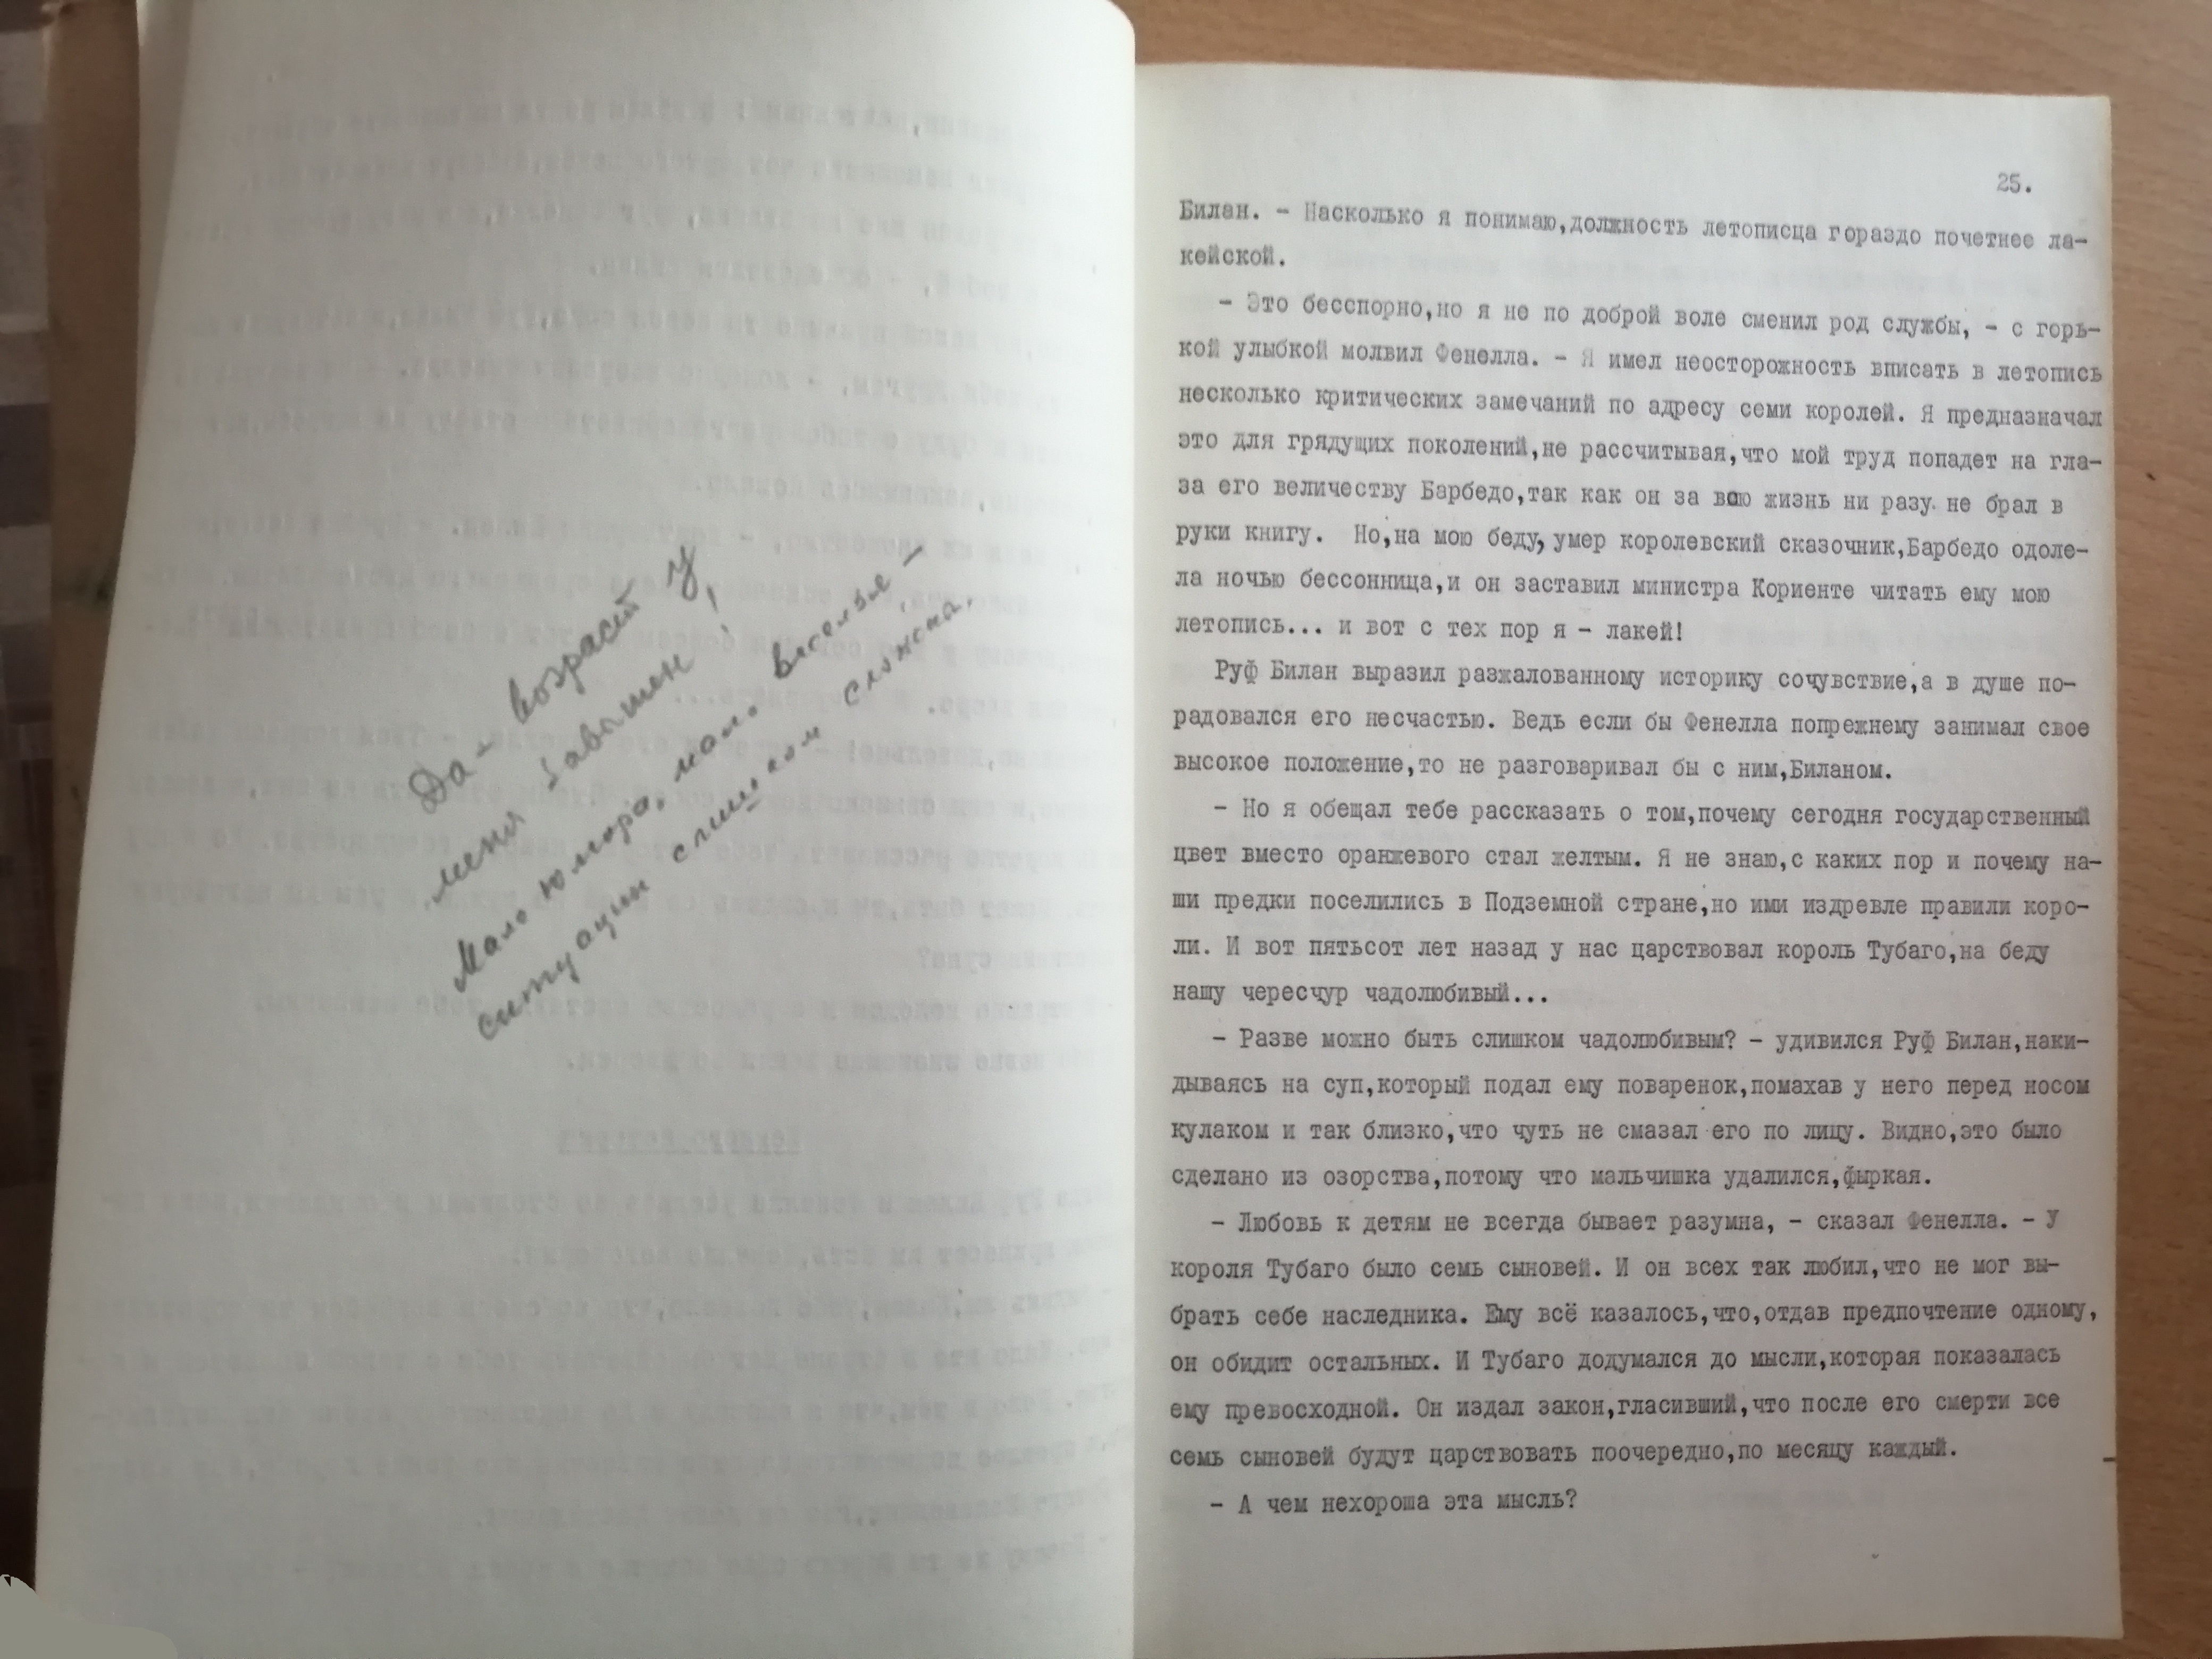 Да - возраст у
меня завышен!
Мало юмора, мало веселье -
ситуации слишком сложна.
25.
Билан. - Насколько я понимаю,должность летописца гораздо почетнее ла-
кейской.
- Это бесспорно,но я не по доброй воле сменил род службы, - с горь-
кой улыбкой молвил Фенелла. - Я имел неосторожность вписать в летопись
несколько критических замечаний по адресу семи королей. Я предназначал
это для грядущих поколений,не рассчитывая,что мой труд попадет на гла-
за его величеству Барбедо,так как он за всю жизнь ни разу не брал в
руки книгу. Но,на мою беду, умер королевский сказочник,Барбедо одоле-
ла ночью бессонница,и он заставил министра Кориенте читать ему мою
летопись... и вот с тех пор я - лакей!
Руф Билан выразил разжалованному историку сочувствие,а в душе по-
радовался его несчастью. Ведь если бы Фенелла попрежнему занимал свое
высокое положение,то не разговаривал бы с ним,Биланом.
- Но я обещал тебе рассказать о том,почему сегодня государственный
цвет вместо оранжевого стал желтым. Я не знаю,с каких пор и почему на-
ши предки поселились в Подземной стране,но ими издревле правили коро-
ли. И вот пятьсот лет назад у нас царствовал король Тубаго,на беду
нашу чересчур чадолюбивый...
- Разве можно быть слишком чадолюбивым? - удивился Руф Билан,наки-
дываясь на суп,который подал ему поваренок,помахав у него перед носом
кулаком и так близко,что чуть не смазал его по лицу. Видно,это было
сделано из озорства,потому что мальчишка удалился,фыркая.
- Любовь к детям не всегда бывает разумна, - сказал Фенелла. - У
короля Тубаго было семь сыновей. И он всех так любил,что не мог вы-
брать себе наследника. Ему всё казалось,что,отдав предпочтение одному,
он обидит остальных. И Тубаго додумался до мысли,которая показалась
ему превосходной. Он издал закон,гласивший,что после его смерти все
семь сыновей будут царствовать поочередно,по месяцу каждый.
- А чем нехороша эта мысль?